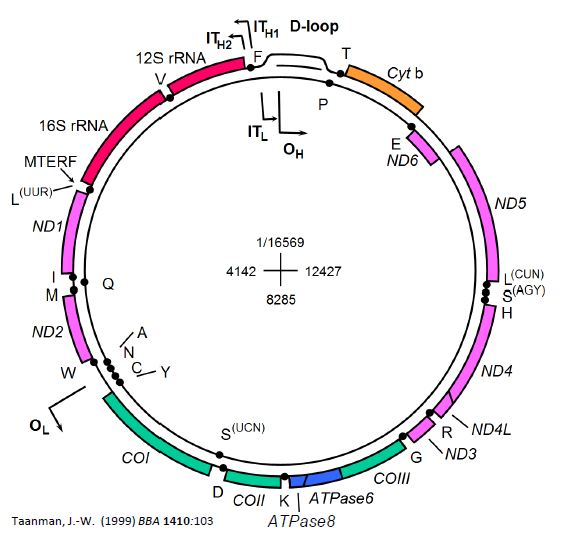 IT_H1 D-loop
IT_H2
12S rRNA F T
V Cyt b
P
16S rRNA
IT_L O_H
E ND6
MTERF
L(UUR)
ND1 ND5
1/16569
4142 12427
8285
I Q L(CUN)
M S(AGY)
H
ND2 A
N
W C Y ND4
O_L
S(UCN) R ND4L
COI G ND3
D COII K ATPase6 COIII
ATPase8
Taanman, J.-W. (1999) BBA 1410:103